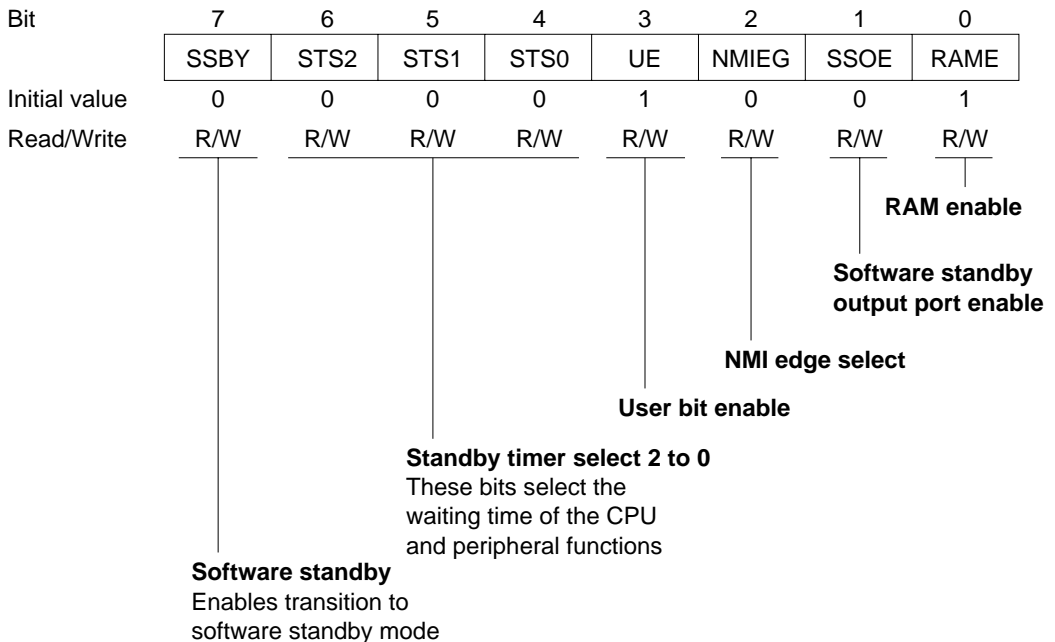 Bit 7 6 5 4 3 2 1 0
SSBY STS2 STS1 STS0 UE NMIEG SSOE RAME
Initial value 0 0 0 0 1 0 0 1
Read/Write R/W R/W R/W R/W R/W R/W R/W R/W
RAM enable
Software standby
output port enable
NMI edge select
User bit enable
Standby timer select 2 to 0
These bits select the
waiting time of the CPU
and peripheral functions
Software standby
Enables transition to
software standby mode